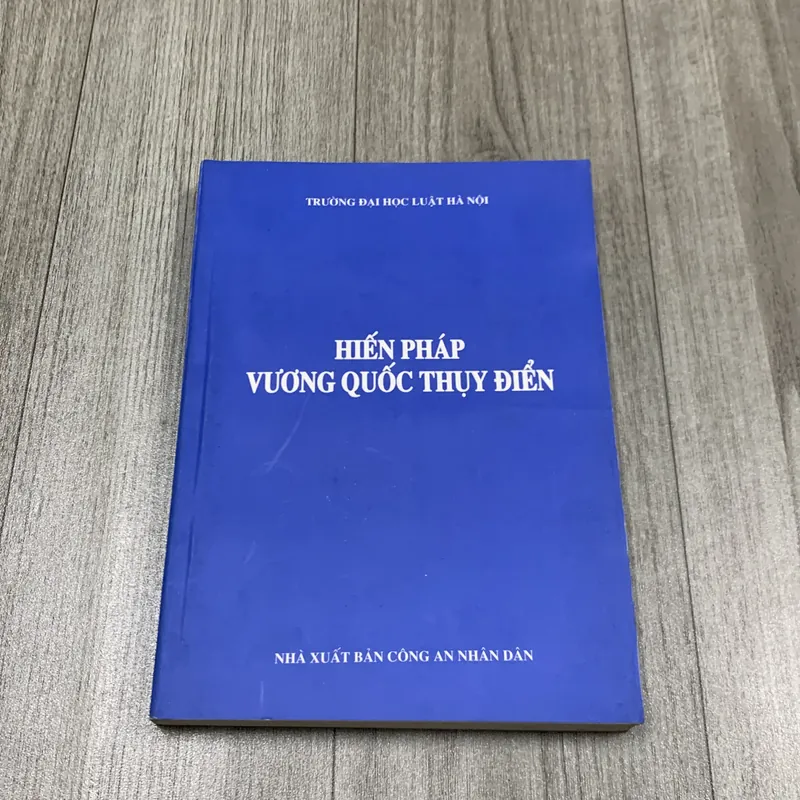 TRƯỜNG ĐẠI HỌC LUẬT HÀ NỘI
HIẾN PHÁP
VƯƠNG QUỐC THỤY ĐIỂN
NHÀ XUẤT BẢN CÔNG AN NHÂN DÂN